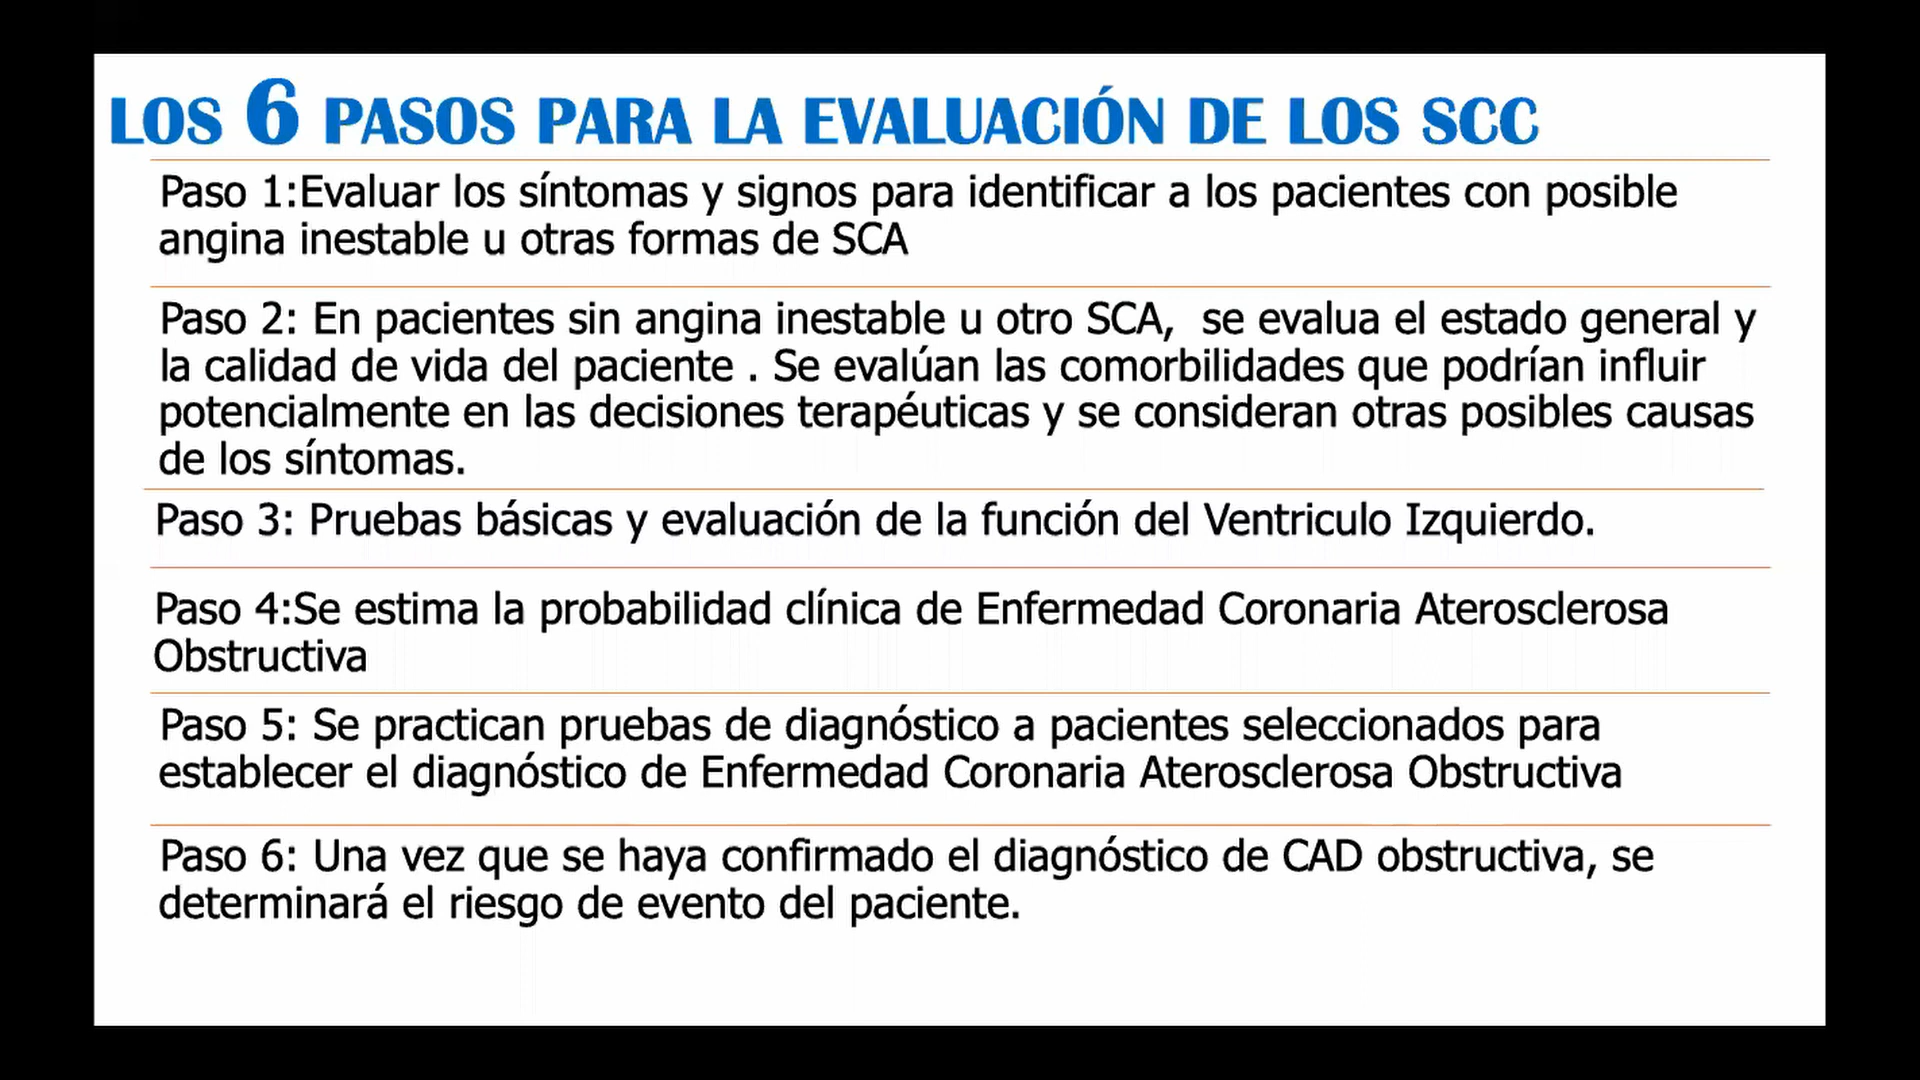 LOS 6 PASOS PARA LA EVALUACIÓN DE LOS SCC
Paso 1:Evaluar los síntomas y signos para identificar a los pacientes con posible
angina inestable u otras formas de SCA
Paso 2: En pacientes sin angina inestable u otro SCA, se evalua el estado general y
la calidad de vida del paciente . Se evalúan las comorbilidades que podrían influir
potencialmente en las decisiones terapéuticas y se consideran otras posibles causas
de los síntomas.
Paso 3: Pruebas básicas y evaluación de la función del Ventriculo Izquierdo.
Paso 4:Se estima la probabilidad clínica de Enfermedad Coronaria Aterosclerosa
Obstructiva
Paso 5: Se practican pruebas de diagnóstico a pacientes seleccionados para
establecer el diagnóstico de Enfermedad Coronaria Aterosclerosa Obstructiva
Paso 6: Una vez que se haya confirmado el diagnóstico de CAD obstructiva, se
determinará el riesgo de evento del paciente.